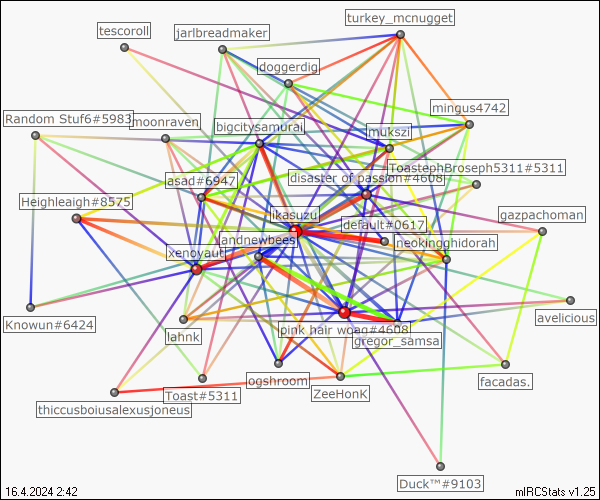 turkey_mcnugget
tescoroll
jarlbreadmaker
doggerdig
mingus4742
Random Stuf6#5983
moonraven
bigcitysamurai
mukszi
ToastephBroseph5311#5311
asad#6947
disaster of passion#4608
Heighleaigh#8575
likasuzu
default#0617
gazpachoman
xenovaut
andnewbees
neokingghidorah
Knowun#6424
lahnk
pink hair woen#4608
gregor_samsa
avelicious
thiccusboiusalexusjoneus
Toast#5311
ogshroom
ZeeHonK
facadas.
Duck™#9103
16.4.2024 2:42
mIRCStats v1.25